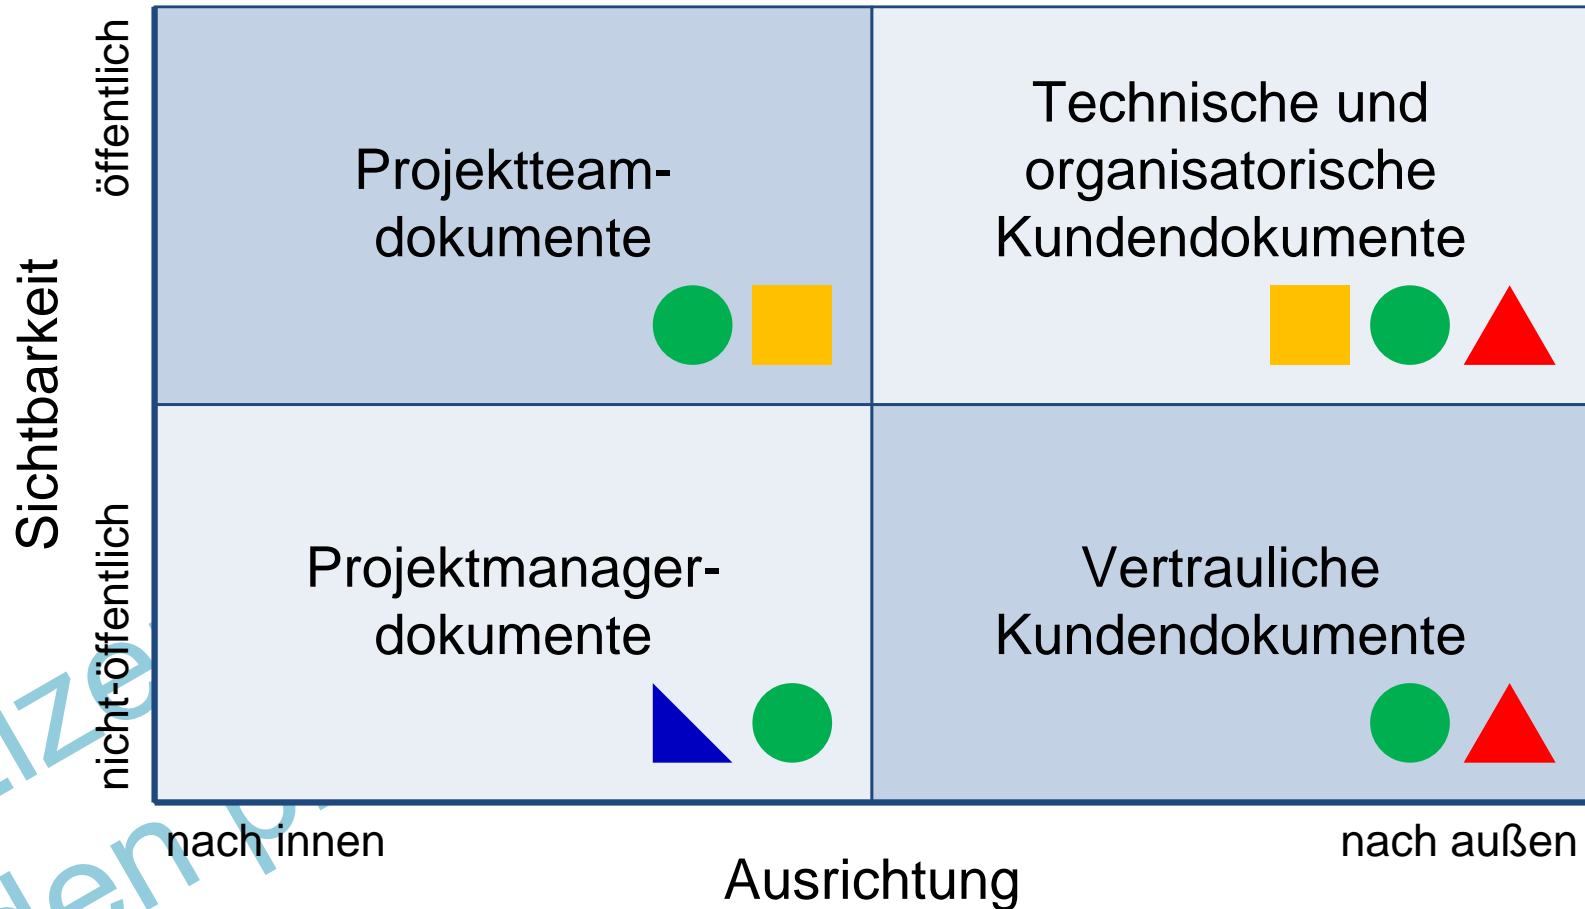 öffentlich
Projektteam-
dokumente
Technische und
organisatorische
Kundendokumente
Sichtbarkeit
nicht-öffentlich
Projektmanager-
dokumente
Vertrauliche
Kundendokumente
nach innen
nach außen
Ausrichtung